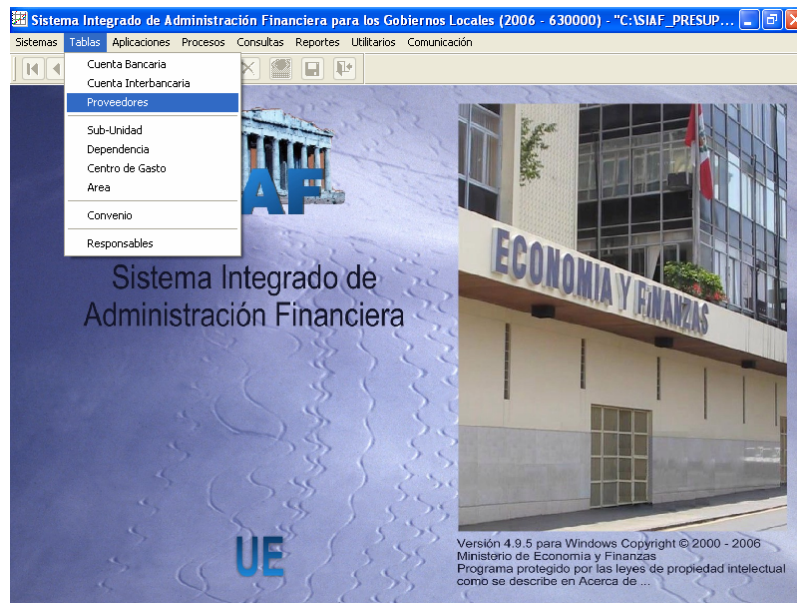 Sistema Integrado de Administración Financiera para los Gobiernos Locales (2006 - 630000) - "C:\SIAF_PRESUP...
Sistemas Tablas Aplicaciones Procesos Consultas Reportes Utilitarios Comunicación
Cuenta Bancaria
Cuenta Interbancaria
Proveedores
Sub-Unidad
Dependencia
Centro de Gasto
Area
Convenio
Responsables
AF
Sistema Integrado de
Administración Financiera
ECONOMIA Y FINANZAS
UE
Versión 4.9.5 para Windows Copyright © 2000 - 2006
Ministerio de Economia y Finanzas
Programa protegido por las leyes de propiedad intelectual
como se describe en Acerca de ...